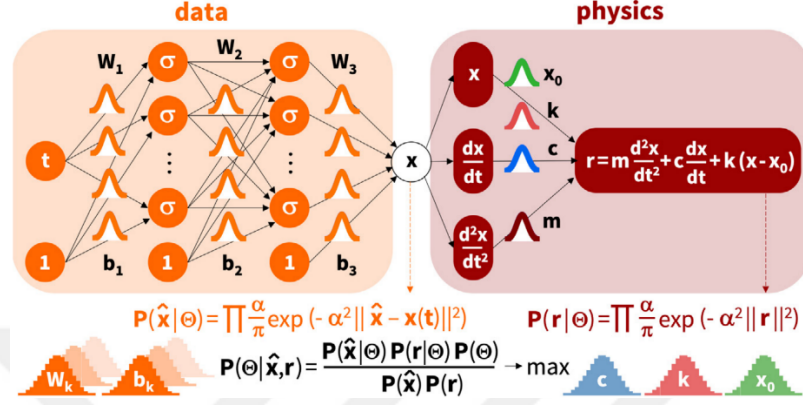 data
physics
W₁ σ W₂ σ W₃
x x₀
k
t σ σ
⋮ ⋮ x dx/dt c r = m d²x/dt² + c dx/dt + k (x - x₀)
σ σ
d²x/dt² m
1 b₁ 1 b₂ 1 b₃
P(x̂|Θ) = ∏ α/π exp (- α² || x̂ – x(t)||²)
P(r|Θ) = ∏ α/π exp (- α² || r ||²)
P(Θ|x̂,r) = P(x̂|Θ) P(r|Θ) P(Θ) / P(x̂) P(r) → max
Wₖ bₖ c k x₀